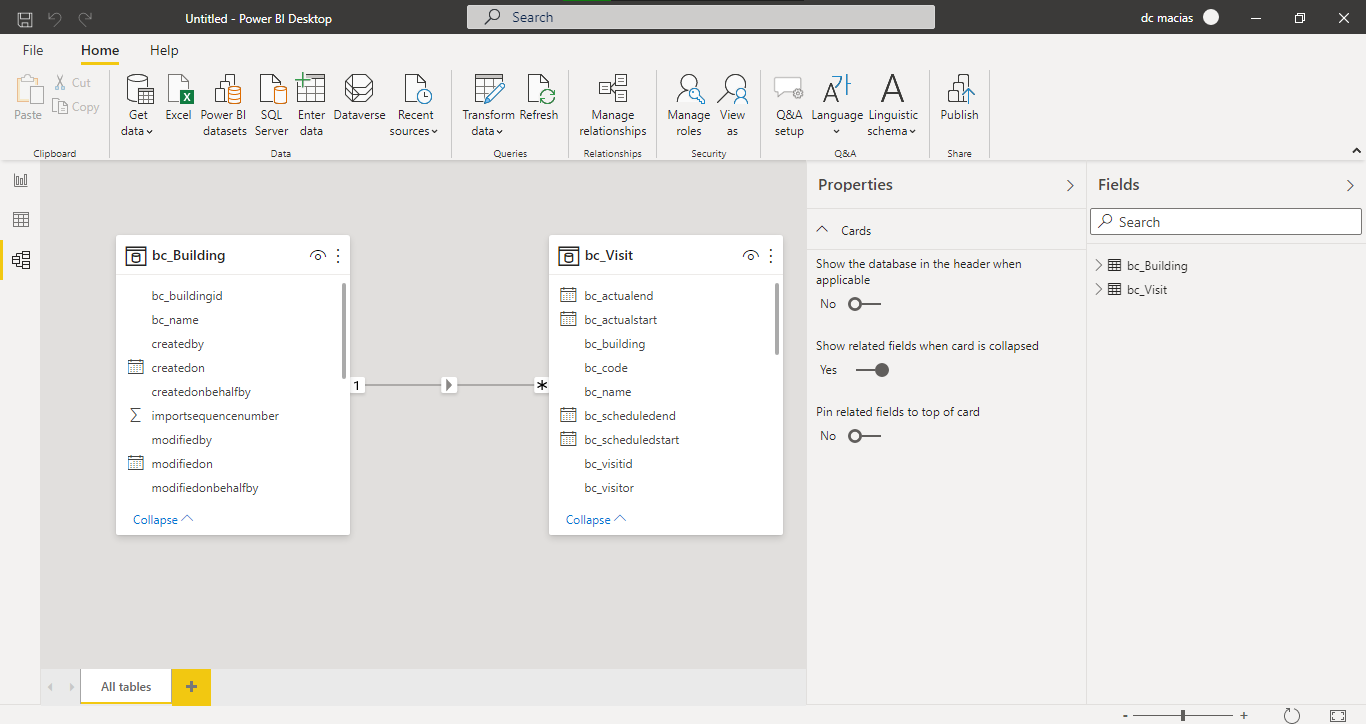 Untitled - Power BI Desktop
Search
dc macias
File
Home
Help
Paste
Cut
Copy
Clipboard
Get
data
Excel
Power BI
datasets
SQL
Server
Enter
data
Dataverse
Recent
sources
Data
Transform
data
Refresh
Queries
Manage
relationships
Relationships
Manage
roles
View
as
Security
Q&A
setup
Language
Linguistic
schema
Q&A
Publish
Share
bc_Building
bc_buildingid
bc_name
createdby
createdon
createdonbehalfby
importsequencenumber
modifiedby
modifiedon
modifiedonbehalfby
Collapse
1
*
bc_Visit
bc_actualend
bc_actualstart
bc_building
bc_code
bc_name
bc_scheduledend
bc_scheduledstart
bc_visitid
bc_visitor
Collapse
Properties
Cards
Show the database in the header when
applicable
No
Show related fields when card is collapsed
Yes
Pin related fields to top of card
No
Fields
Search
bc_Building
bc_Visit
All tables
+
- +